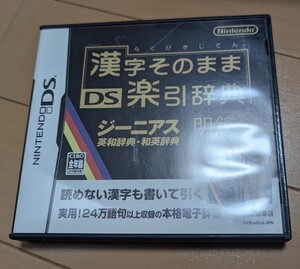 Nintendo
NINTENDO DS
らくびきじてん
漢字そのまま
DS 楽引辞典
ジーニアス
英和辞典・和英辞典
CERO
全年齢
読めない漢字も書いて引く
実用!24万語句以上収録の本格電子辞